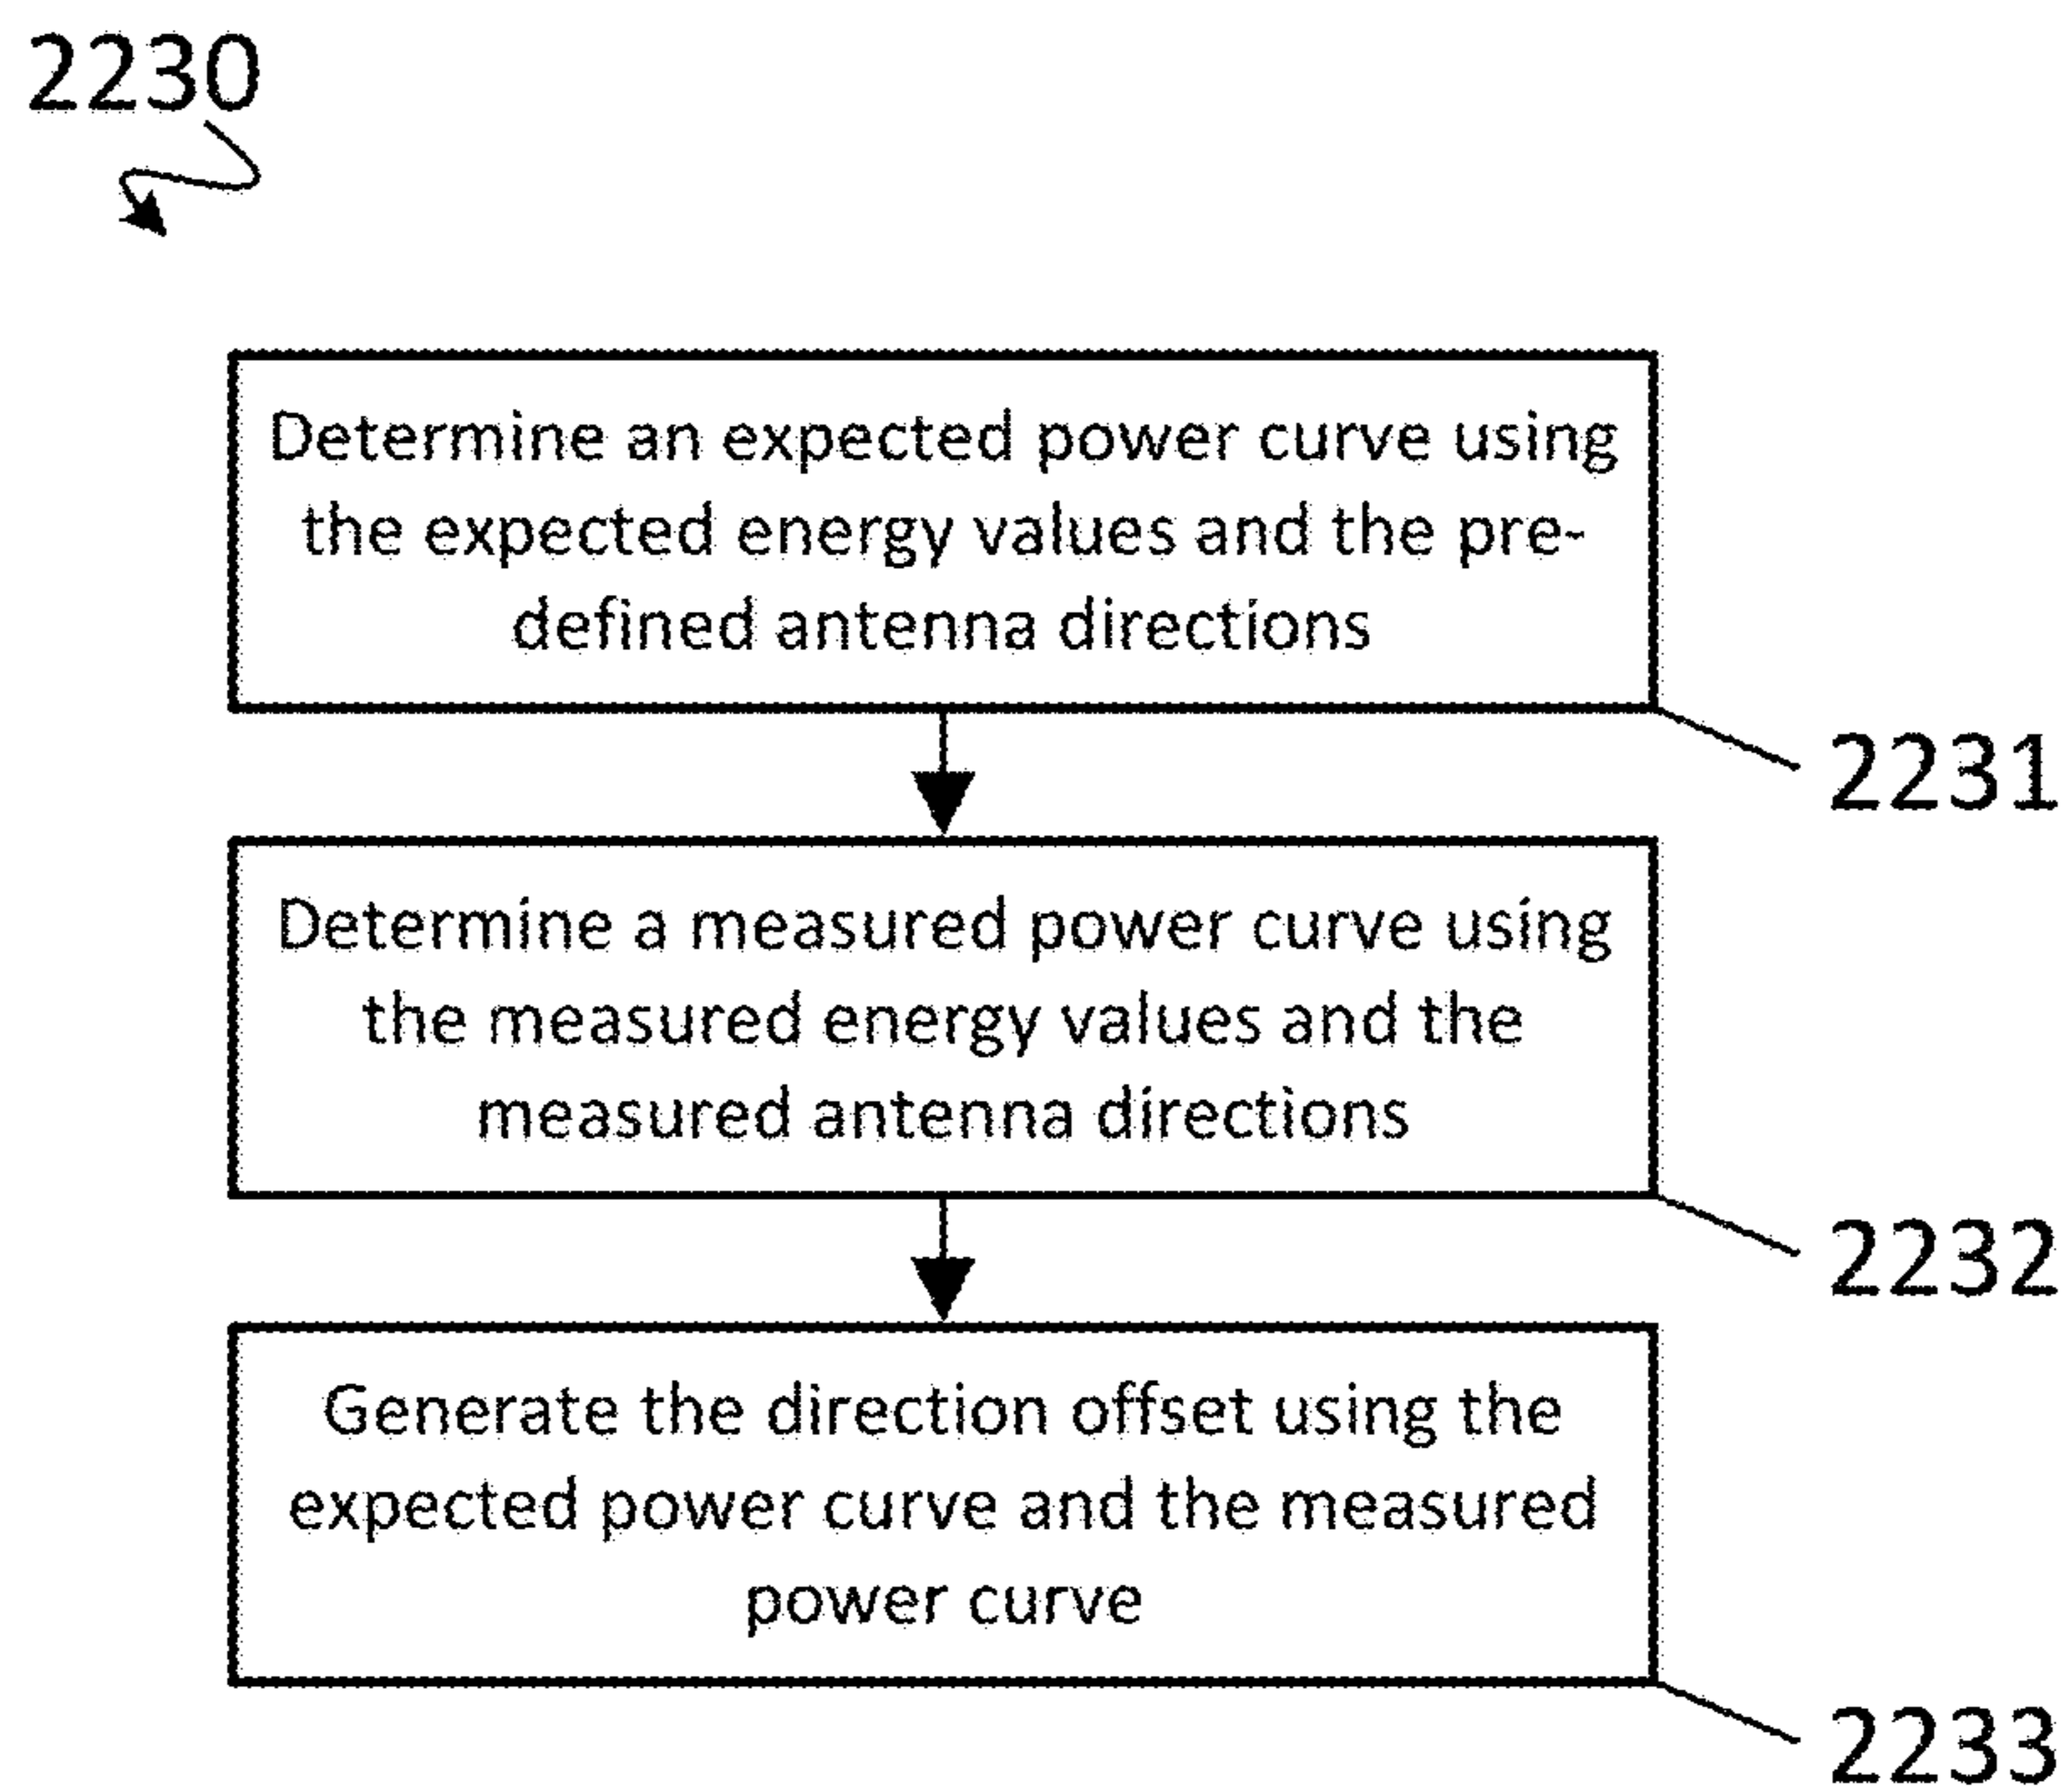 2230
Determine an expected power curve using
the expected energy values and the pre-
defined antenna directions
2231
Determine a measured power curve using
the measured energy values and the
measured antenna directions
2232
Generate the direction offset using the
expected power curve and the measured
power curve
2233